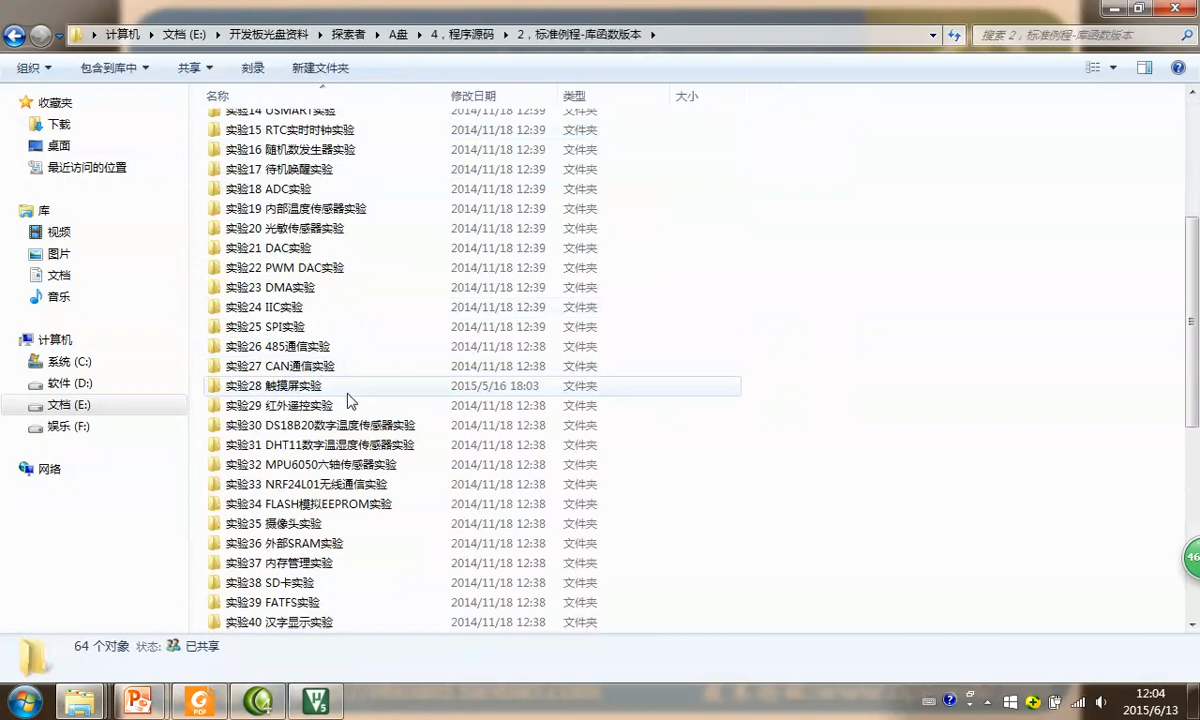 计算机 文档 (E:) 开发板光盘资料 探索者 A盘 4，程序源码 2，标准例程-库函数版本 搜索 2，标准例程-库函数版本
组织 包含到库中 共享 刻录 新建文件夹
名称 修改日期 类型 大小
收藏夹
下载
桌面
最近访问的位置
库
视频
图片
文档
音乐
计算机
系统 (C:)
软件 (D:)
文档 (E:)
娱乐 (F:)
网络
实验14 USMART实验 2014/11/18 12:39 文件夹
实验15 RTC实时时钟实验 2014/11/18 12:39 文件夹
实验16 随机数发生器实验 2014/11/18 12:39 文件夹
实验17 待机唤醒实验 2014/11/18 12:39 文件夹
实验18 ADC实验 2014/11/18 12:39 文件夹
实验19 内部温度传感器实验 2014/11/18 12:39 文件夹
实验20 光敏传感器实验 2014/11/18 12:39 文件夹
实验21 DAC实验 2014/11/18 12:39 文件夹
实验22 PWM DAC实验 2014/11/18 12:39 文件夹
实验23 DMA实验 2014/11/18 12:39 文件夹
实验24 IIC实验 2014/11/18 12:39 文件夹
实验25 SPI实验 2014/11/18 12:39 文件夹
实验26 485通信实验 2014/11/18 12:38 文件夹
实验27 CAN通信实验 2014/11/18 12:38 文件夹
实验28 触摸屏实验 2015/5/16 18:03 文件夹
实验29 红外遥控实验 2014/11/18 12:38 文件夹
实验30 DS18B20数字温度传感器实验 2014/11/18 12:38 文件夹
实验31 DHT11数字温湿度传感器实验 2014/11/18 12:38 文件夹
实验32 MPU6050六轴传感器实验 2014/11/18 12:38 文件夹
实验33 NRF24L01无线通信实验 2014/11/18 12:38 文件夹
实验34 FLASH模拟EEPROM实验 2014/11/18 12:38 文件夹
实验35 摄像头实验 2014/11/18 12:38 文件夹
实验36 外部SRAM实验 2014/11/18 12:38 文件夹
实验37 内存管理实验 2014/11/18 12:38 文件夹
实验38 SD卡实验 2014/11/18 12:38 文件夹
实验39 FATFS实验 2014/11/18 12:38 文件夹
实验40 汉字显示实验 2014/11/18 12:38 文件夹
46
64 个对象 状态: 已共享
12:04
2015/6/13